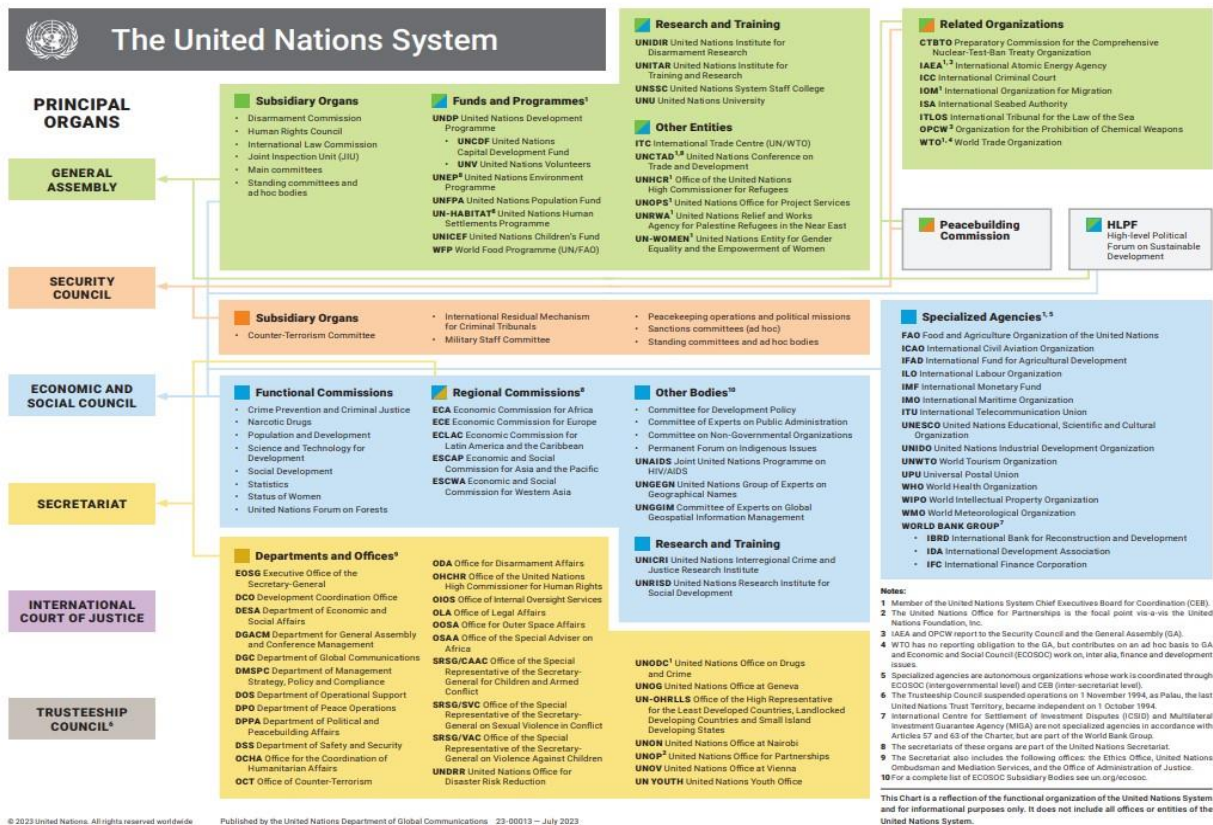 The United Nations System
PRINCIPAL
ORGANS
GENERAL
ASSEMBLY
SECURITY
COUNCIL
ECONOMIC AND
SOCIAL COUNCIL
SECRETARIAT
INTERNATIONAL
COURT OF JUSTICE
TRUSTEESHIP
COUNCIL⁶
Subsidiary Organs
• Disarmament Commission
• Human Rights Council
• International Law Commission
• Joint Inspection Unit (JIU)
• Main committees
• Standing committees and
ad hoc bodies
Funds and Programmes¹
UNDP United Nations Development
Programme
• UNCDF United Nations
Capital Development Fund
• UNV United Nations Volunteers
UNEP⁸ United Nations Environment
Programme
UNFPA United Nations Population Fund
UN-HABITAT⁸ United Nations Human
Settlements Programme
UNICEF United Nations Children's Fund
WFP World Food Programme (UN/FAO)
Research and Training
UNIDIR United Nations Institute for
Disarmament Research
UNITAR United Nations Institute for
Training and Research
UNSSC United Nations System Staff College
UNU United Nations University
Other Entities
ITC International Trade Centre (UN/WTO)
UNCTAD¹,⁸ United Nations Conference on
Trade and Development
UNHCR¹ Office of the United Nations
High Commissioner for Refugees
UNOPS¹ United Nations Office for Project Services
UNRWA¹ United Nations Relief and Works
Agency for Palestine Refugees in the Near East
UN-WOMEN¹ United Nations Entity for Gender
Equality and the Empowerment of Women
Related Organizations
CTBTO Preparatory Commission for the Comprehensive
Nuclear-Test-Ban Treaty Organization
IAEA¹,³ International Atomic Energy Agency
ICC International Criminal Court
IOM¹ International Organization for Migration
ISA International Seabed Authority
ITLOS International Tribunal for the Law of the Sea
OPCW³ Organization for the Prohibition of Chemical Weapons
WTO¹,⁴ World Trade Organization
Peacebuilding
Commission
HLPF
High-level Political
Forum on Sustainable
Development
Subsidiary Organs
• Counter-Terrorism Committee
• International Residual Mechanism
for Criminal Tribunals
• Military Staff Committee
• Peacekeeping operations and political missions
• Sanctions committees (ad hoc)
• Standing committees and ad hoc bodies
Functional Commissions
• Crime Prevention and Criminal Justice
• Narcotic Drugs
• Population and Development
• Science and Technology for
Development
• Social Development
• Statistics
• Status of Women
• United Nations Forum on Forests
Regional Commissions⁸
ECA Economic Commission for Africa
ECE Economic Commission for Europe
ECLAC Economic Commission for
Latin America and the Caribbean
ESCAP Economic and Social
Commission for Asia and the Pacific
ESCWA Economic and Social
Commission for Western Asia
Other Bodies¹⁰
• Committee for Development Policy
• Committee of Experts on Public Administration
• Committee on Non-Governmental Organizations
• Permanent Forum on Indigenous Issues
UNAIDS Joint United Nations Programme on
HIV/AIDS
UNGEGN United Nations Group of Experts on
Geographical Names
UNGGIM Committee of Experts on Global
Geospatial Information Management
Research and Training
UNICRI United Nations Interregional Crime and
Justice Research Institute
UNRISD United Nations Research Institute for
Social Development
Specialized Agencies¹,⁵
FAO Food and Agriculture Organization of the United Nations
ICAO International Civil Aviation Organization
IFAD International Fund for Agricultural Development
ILO International Labour Organization
IMF International Monetary Fund
IMO International Maritime Organization
ITU International Telecommunication Union
UNESCO United Nations Educational, Scientific and Cultural
Organization
UNIDO United Nations Industrial Development Organization
UNWTO World Tourism Organization
UPU Universal Postal Union
WHO World Health Organization
WIPO World Intellectual Property Organization
WMO World Meteorological Organization
WORLD BANK GROUP⁷
• IBRD International Bank for Reconstruction and Development
• IDA International Development Association
• IFC International Finance Corporation
Departments and Offices⁹
EOSG Executive Office of the
Secretary-General
DCO Development Coordination Office
DESA Department of Economic and
Social Affairs
DGACM Department for General Assembly
and Conference Management
DGC Department of Global Communications
DMSPC Department of Management
Strategy, Policy and Compliance
DOS Department of Operational Support
DPO Department of Peace Operations
DPPA Department of Political and
Peacebuilding Affairs
DSS Department of Safety and Security
OCHA Office for the Coordination of
Humanitarian Affairs
OCT Office of Counter-Terrorism
ODA Office for Disarmament Affairs
OHCHR Office of the United Nations
High Commissioner for Human Rights
OIOS Office of Internal Oversight Services
OLA Office of Legal Affairs
OOSA Office for Outer Space Affairs
OSAA Office of the Special Adviser on
Africa
SRSG/CAAC Office of the Special
Representative of the Secretary-
General for Children and Armed
Conflict
SRSG/SVC Office of the Special
Representative of the Secretary-
General on Sexual Violence in Conflict
SRSG/VAC Office of the Special
Representative of the Secretary-
General on Violence Against Children
UNDRR United Nations Office for
Disaster Risk Reduction
UNODC¹ United Nations Office on Drugs
and Crime
UNOG United Nations Office at Geneva
UN-OHRLLS Office of the High Representative
for the Least Developed Countries, Landlocked
Developing Countries and Small Island
Developing States
UNON United Nations Office at Nairobi
UNOP² United Nations Office for Partnerships
UNOV United Nations Office at Vienna
UN YOUTH United Nations Youth Office
Notes:
1 Member of the United Nations System Chief Executives Board for Coordination (CEB).
2 The United Nations Office for Partnerships is the focal point vis-a-vis the United
Nations Foundation, Inc.
3 IAEA and OPCW report to the Security Council and the General Assembly (GA).
4 WTO has no reporting obligation to the GA, but contributes on an ad hoc basis to GA
and Economic and Social Council (ECOSOC) work on, inter alia, finance and development
issues.
5 Specialized agencies are autonomous organizations whose work is coordinated through
ECOSOC (intergovernmental level) and CEB (inter-secretariat level).
6 The Trusteeship Council suspended operations on 1 November 1994, as Palau, the last
United Nations Trust Territory, became independent on 1 October 1994.
7 International Centre for Settlement of Investment Disputes (ICSID) and Multilateral
Investment Guarantee Agency (MIGA) are not specialized agencies in accordance with
Articles 57 and 63 of the Charter, but are part of the World Bank Group.
8 The secretariats of these organs are part of the United Nations Secretariat.
9 The Secretariat also includes the following offices: the Ethics Office, United Nations
Ombudsman and Mediation Services, and the Office of Administration of Justice.
10 For a complete list of ECOSOC Subsidiary Bodies see un.org/ecosoc.
This Chart is a reflection of the functional organization of the United Nations System
and for informational purposes only. It does not include all offices or entities of the
United Nations System.
© 2023 United Nations. All rights reserved worldwide
Published by the United Nations Department of Global Communications 23-00013 — July 2023